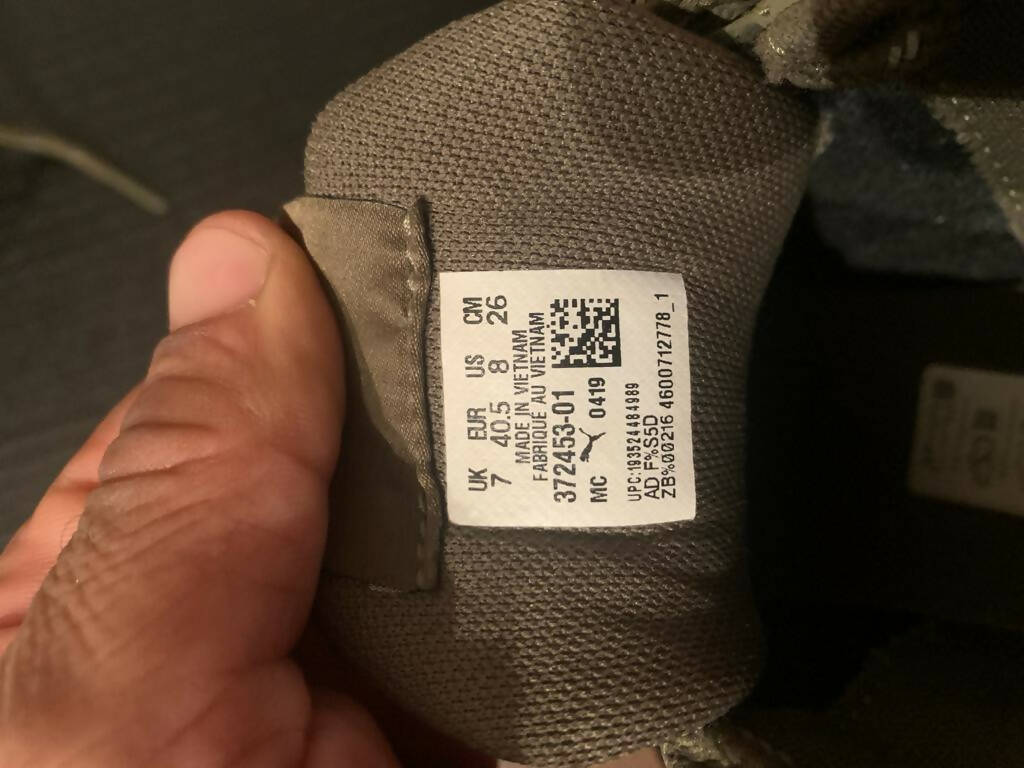 UK EUR US CM
7 40.5 8 26
MADE IN VIETNAM
FABRIQUE AU VIETNAM
372453-01
MC 0419
UPC:193524484989
AD F%S5D
ZB%00216 4600712778_1